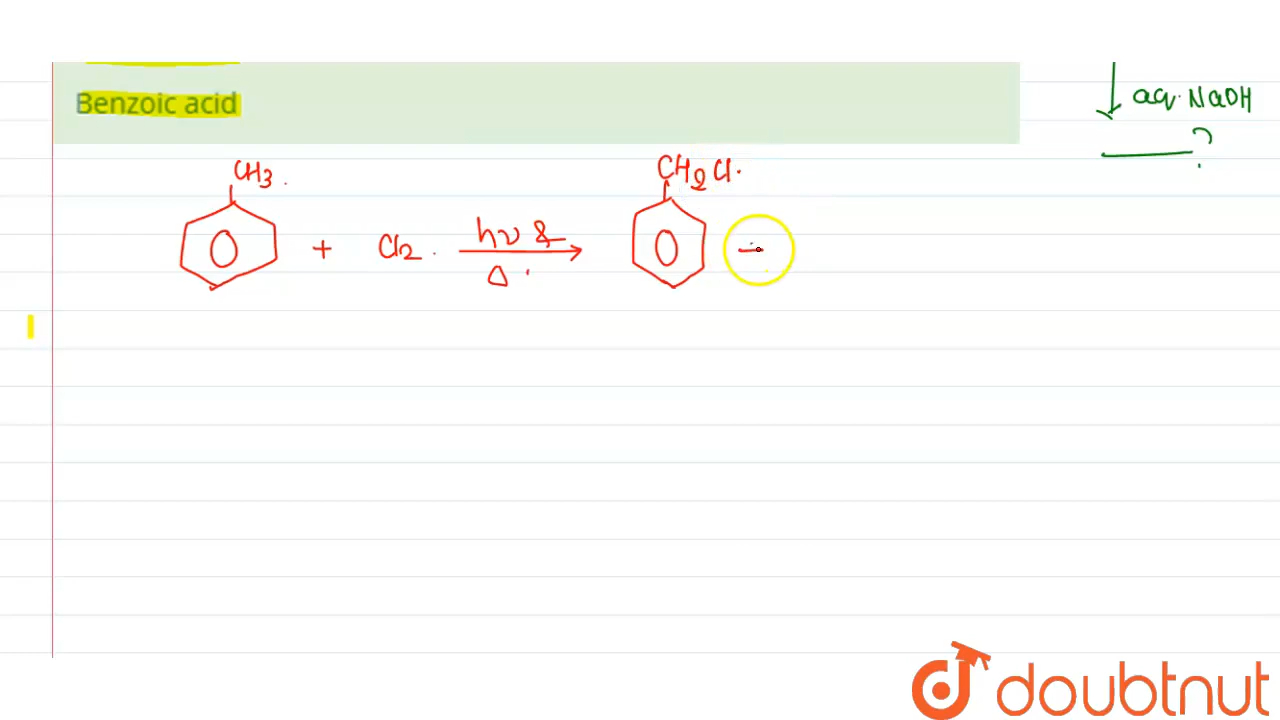 Benzoic acid
aq. NaOH
?
CH3.
CH2Cl.
+ Cl2. hν &
Δ
doubtnut